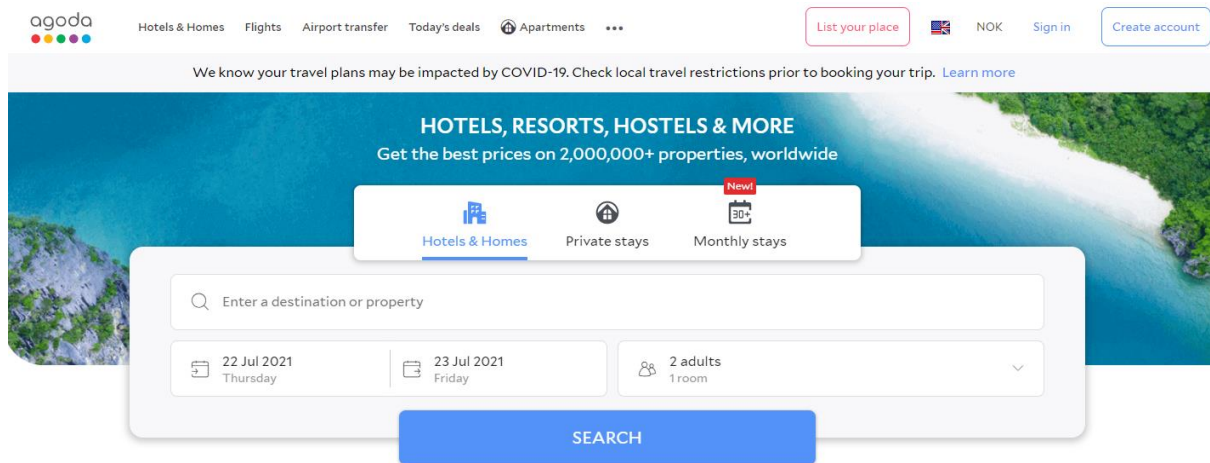 agoda
Hotels & Homes Flights Airport transfer Today's deals Apartments ••• List your place NOK Sign in Create account
We know your travel plans may be impacted by COVID-19. Check local travel restrictions prior to booking your trip. Learn more
HOTELS, RESORTS, HOSTELS & MORE
Get the best prices on 2,000,000+ properties, worldwide
New!
30+
Hotels & Homes Private stays Monthly stays
Enter a destination or property
22 Jul 2021 23 Jul 2021 2 adults
Thursday Friday 1 room
SEARCH